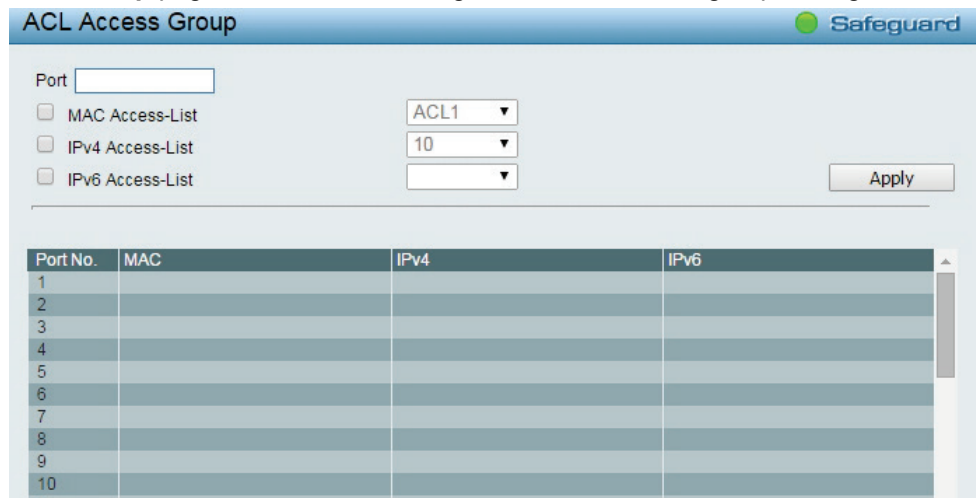 ACL Access Group Safeguard
Port
MAC Access-List ACL1
IPv4 Access-List 10
IPv6 Access-List Apply
Port No. MAC IPv4 IPv6
1
2
3
4
5
6
7
8
9
10